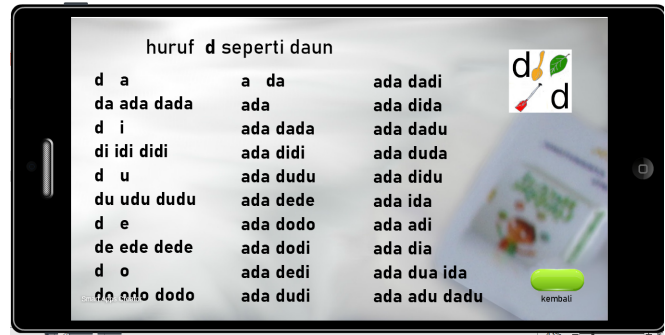 huruf d seperti daun
d a
da ada dada
d i
di idi didi
d u
du udu dudu
d e
de ede dede
d o
do odo dodo
a da
ada
ada dada
ada didi
ada dudu
ada dede
ada dodo
ada dodi
ada dedi
ada dudi
ada dadi
ada dida
ada dadu
ada duda
ada didu
ada ida
ada adi
ada dia
ada dua ida
ada adu dadu
d
d
kembali